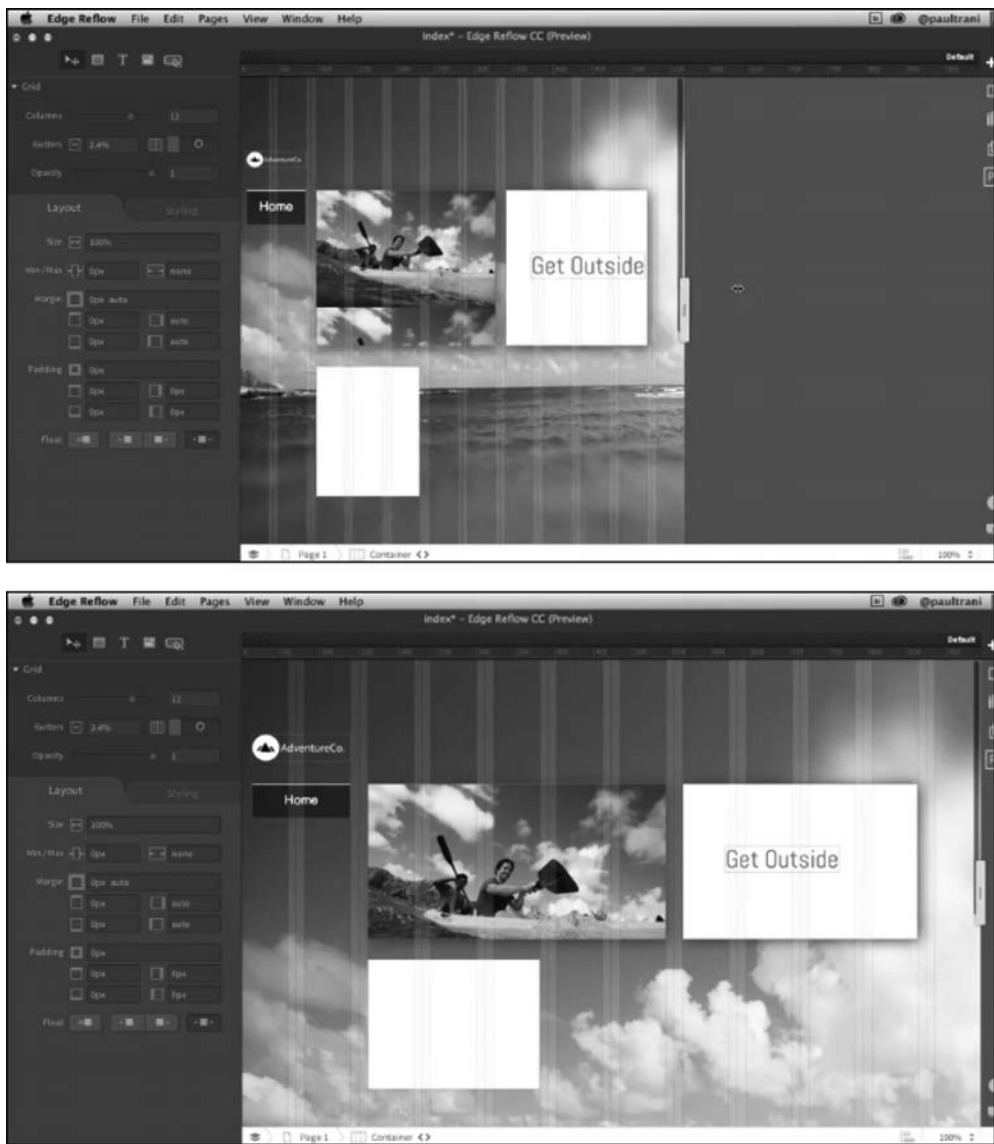 Edge Reflow File Edit Pages View Window Help @paultrani
index* – Edge Reflow CC (Preview)
T
Default
Grid
Columns 12
Gutters 2.4%
Opacity 1
AdventureCo.
Layout Styling
Home
Size 100%
Get Outside
Min/Max 0px none
Margin 0px auto
0px auto
0px auto
Padding 0px
0px 0px
0px 0px
Float
Page 1 Container <> 100%
Edge Reflow File Edit Pages View Window Help @paultrani
index* – Edge Reflow CC (Preview)
T
Default
Grid
Columns 12
Gutters 2.4%
AdventureCo.
Opacity 1
Layout Styling
Home
Size 100%
Min/Max 0px none
Get Outside
Margin 0px auto
0px auto
0px auto
Padding 0px
0px 0px
0px 0px
Float
Page 1 Container <> 100%